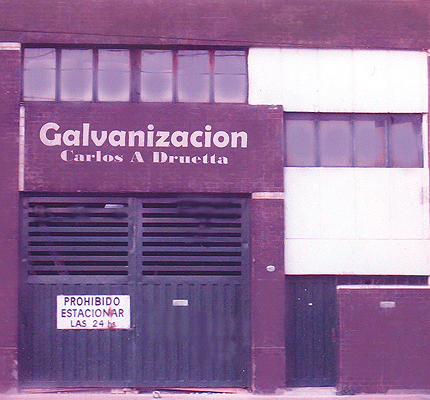 Galvanizacion
Carlos A Druetta
PROHIBIDO
ESTACIONAR
LAS 24 hs